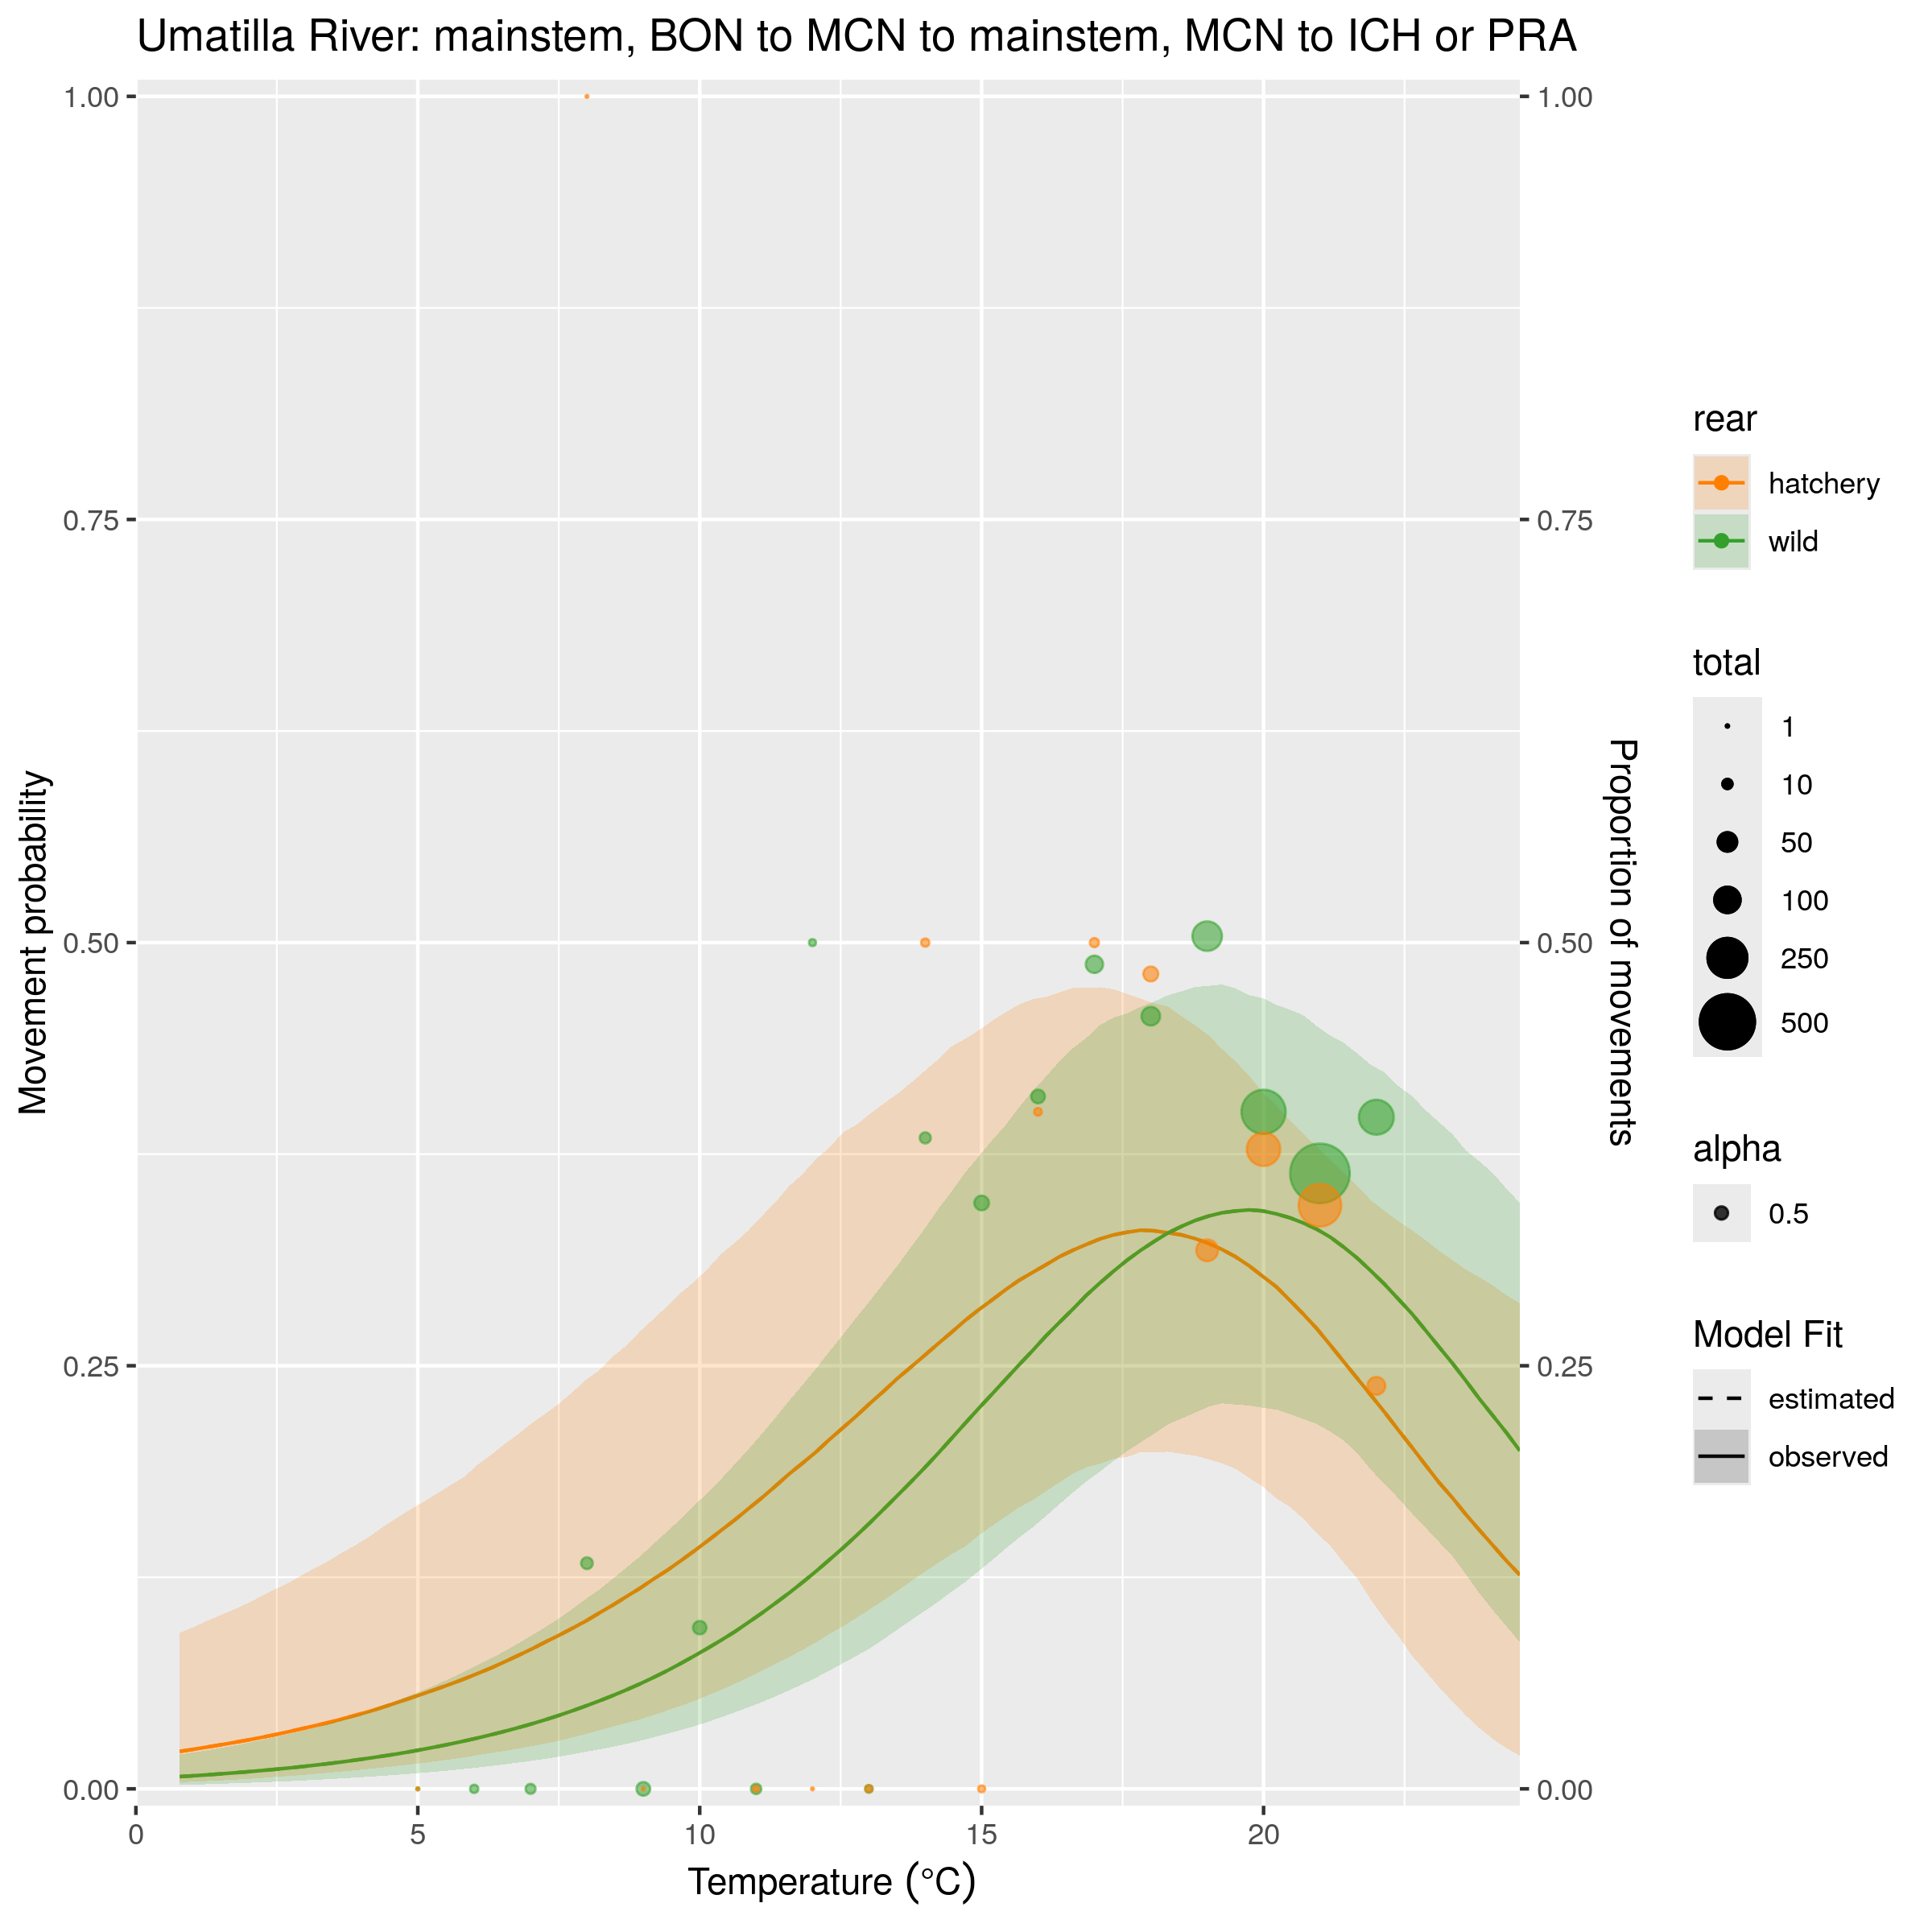 Umatilla River: mainstem, BON to MCN to mainstem, MCN to ICH or PRA
Movement probability
1.00
0.75
0.50
0.25
0.00
0
5
10
15
20
Temperature (°C)
1.00
0.75
0.50
0.25
0.00
Proportion of movements
rear
hatchery
wild
total
1
10
50
100
250
500
alpha
0.5
Model Fit
estimated
observed